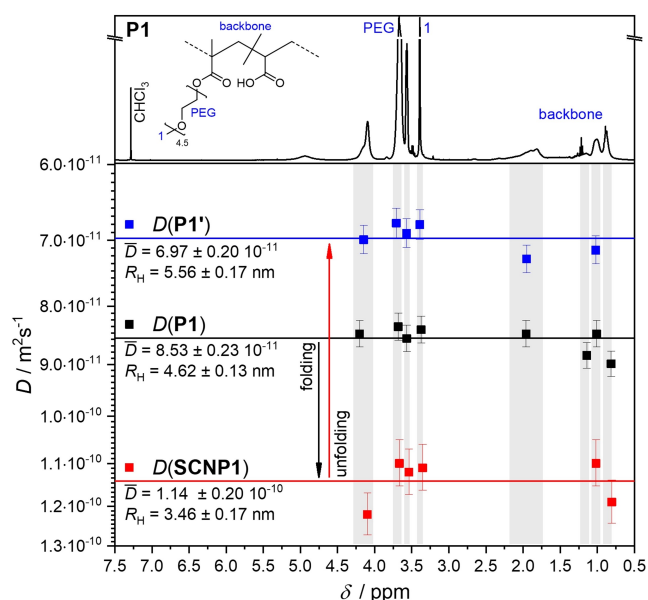 P1
backbone
PEG
1
O
O
HO
O
PEG
O
1
4.5
CHCl3
backbone
6.0·10-11
7.0·10-11
8.0·10-11
9.0·10-11
1.0·10-10
1.1·10-10
1.2·10-10
1.3·10-10
D / m2s-1
D(P1')
D̅ = 6.97 ± 0.20 10-11
RH = 5.56 ± 0.17 nm
D(P1)
D̅ = 8.53 ± 0.23 10-11
RH = 4.62 ± 0.13 nm
folding
unfolding
D(SCNP1)
D̅ = 1.14 ± 0.20 10-10
RH = 3.46 ± 0.17 nm
7.5 7.0 6.5 6.0 5.5 5.0 4.5 4.0 3.5 3.0 2.5 2.0 1.5 1.0 0.5
δ / ppm